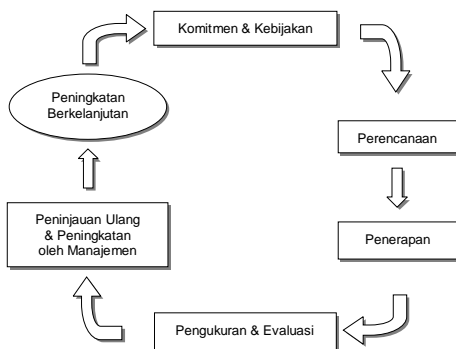 Komitmen & Kebijakan
Peningkatan
Berkelanjutan
Perencanaan
Peninjauan Ulang
& Peningkatan
oleh Manajemen
Penerapan
Pengukuran & Evaluasi